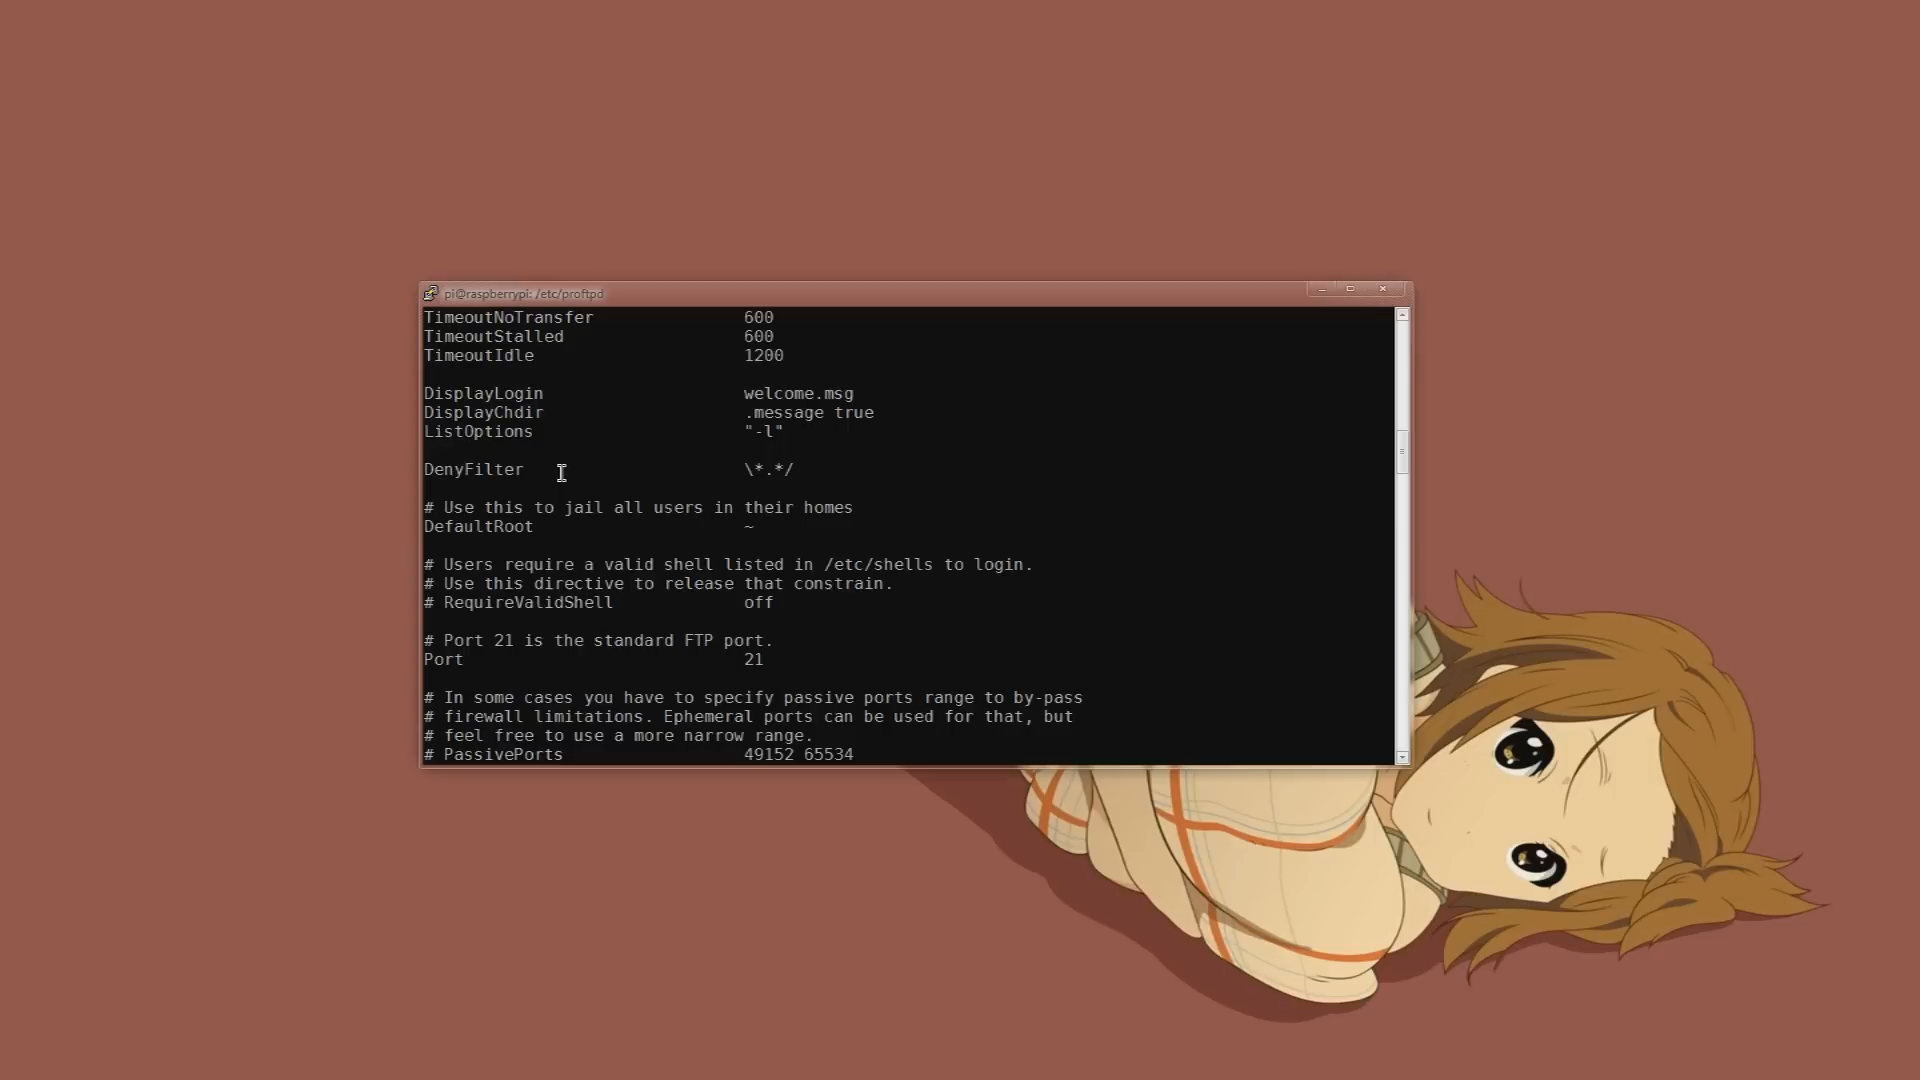 pi@raspberrypi: /etc/proftpd
TimeoutNoTransfer 600
TimeoutStalled 600
TimeoutIdle 1200
DisplayLogin welcome.msg
DisplayChdir .message true
ListOptions "-l"
DenyFilter \*.*/
# Use this to jail all users in their homes
DefaultRoot ~
# Users require a valid shell listed in /etc/shells to login.
# Use this directive to release that constrain.
# RequireValidShell off
# Port 21 is the standard FTP port.
Port 21
# In some cases you have to specify passive ports range to by-pass
# firewall limitations. Ephemeral ports can be used for that, but
# feel free to use a more narrow range.
# PassivePorts 49152 65534